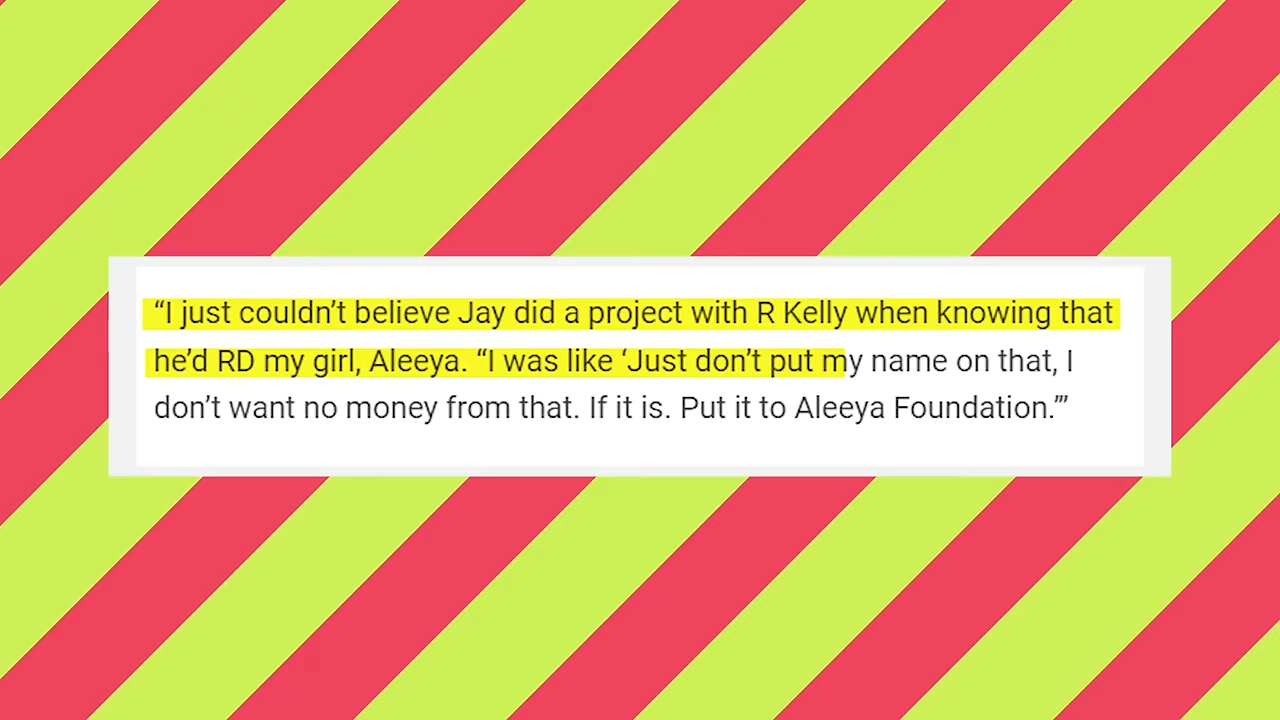 “I just couldn’t believe Jay did a project with R Kelly when knowing that
he’d RD my girl, Aleeya. “I was like ‘Just don’t put my name on that, I
don’t want no money from that. If it is. Put it to Aleeya Foundation.’”